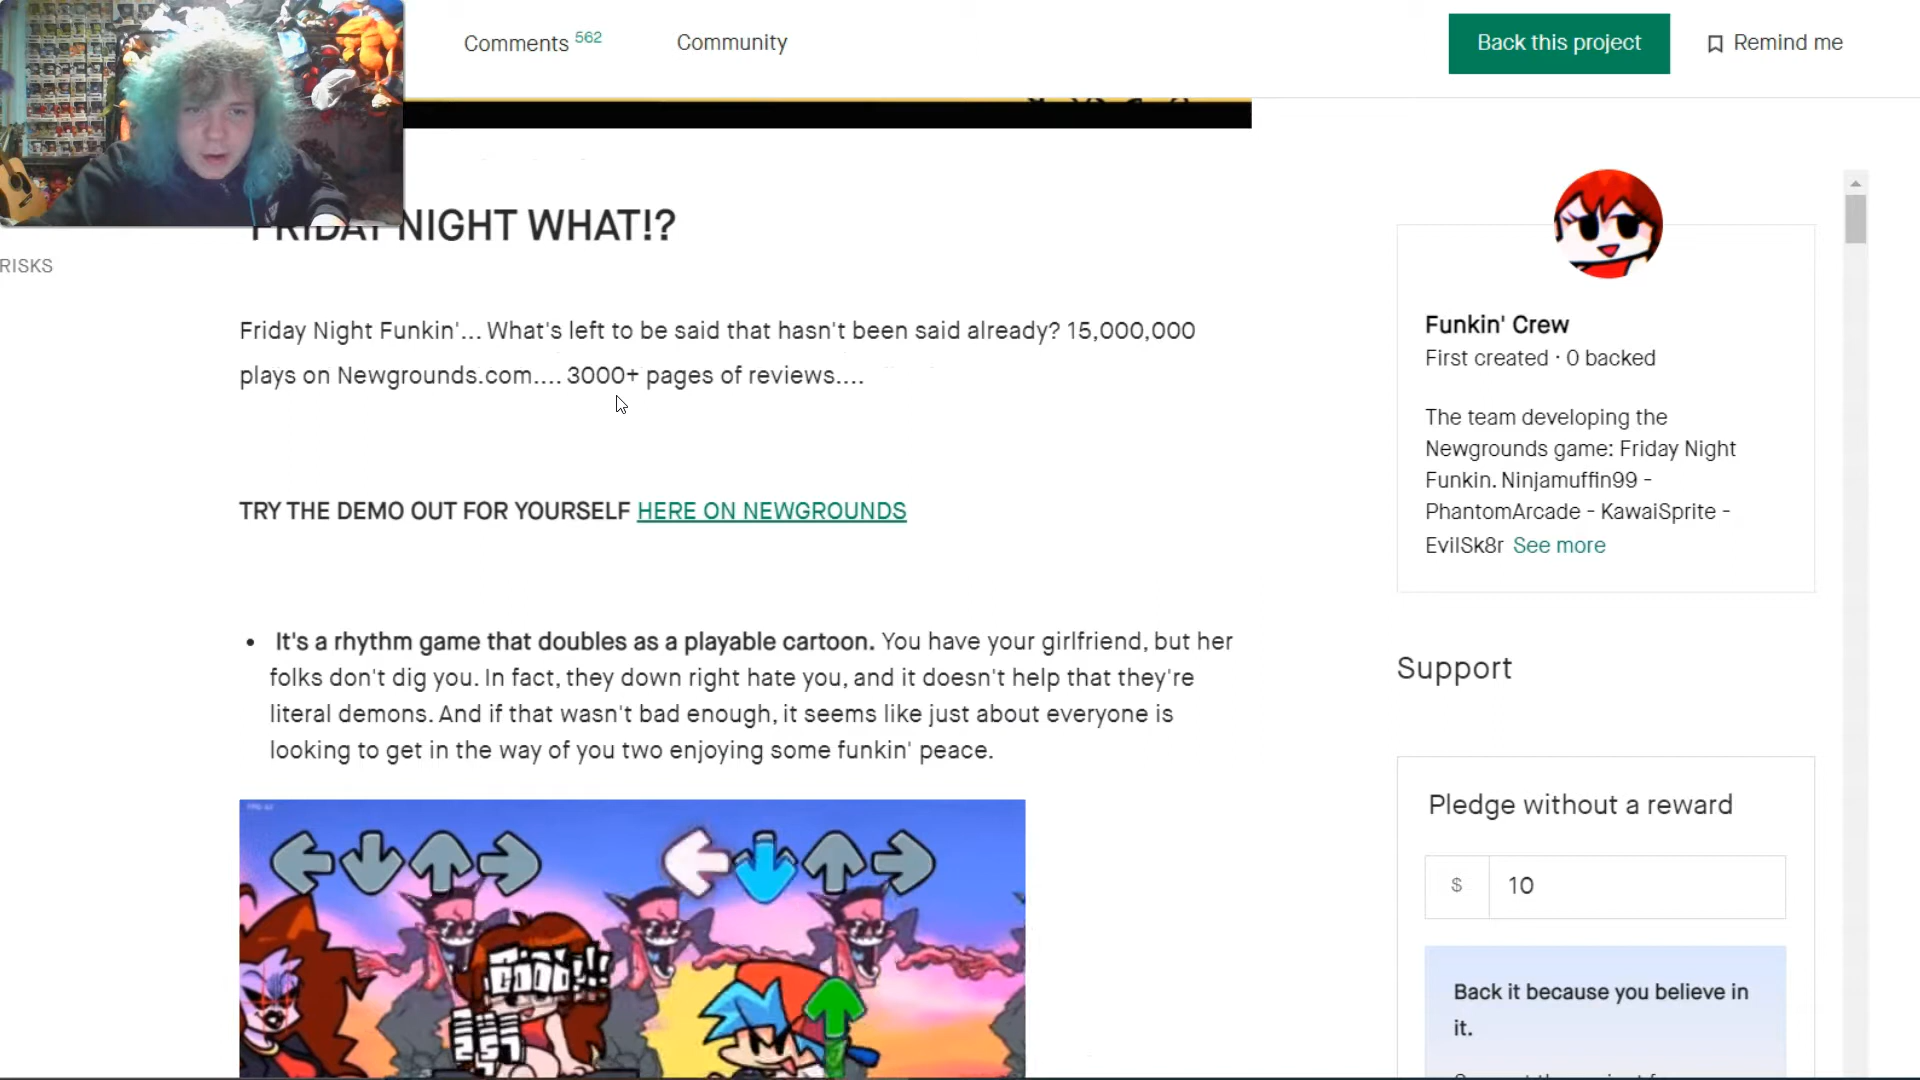 Comments 562
Community
Back this project
Remind me
FRIDAY NIGHT WHAT!?
RISKS
Friday Night Funkin'... What's left to be said that hasn't been said already? 15,000,000
plays on Newgrounds.com.... 3000+ pages of reviews....
TRY THE DEMO OUT FOR YOURSELF HERE ON NEWGROUNDS
• It's a rhythm game that doubles as a playable cartoon. You have your girlfriend, but her
folks don't dig you. In fact, they down right hate you, and it doesn't help that they're
literal demons. And if that wasn't bad enough, it seems like just about everyone is
looking to get in the way of you two enjoying some funkin' peace.
Funkin' Crew
First created · 0 backed
The team developing the
Newgrounds game: Friday Night
Funkin. Ninjamuffin99 -
PhantomArcade - KawaiSprite -
EvilSk8r See more
Support
Pledge without a reward
$ 10
Back it because you believe in
it.